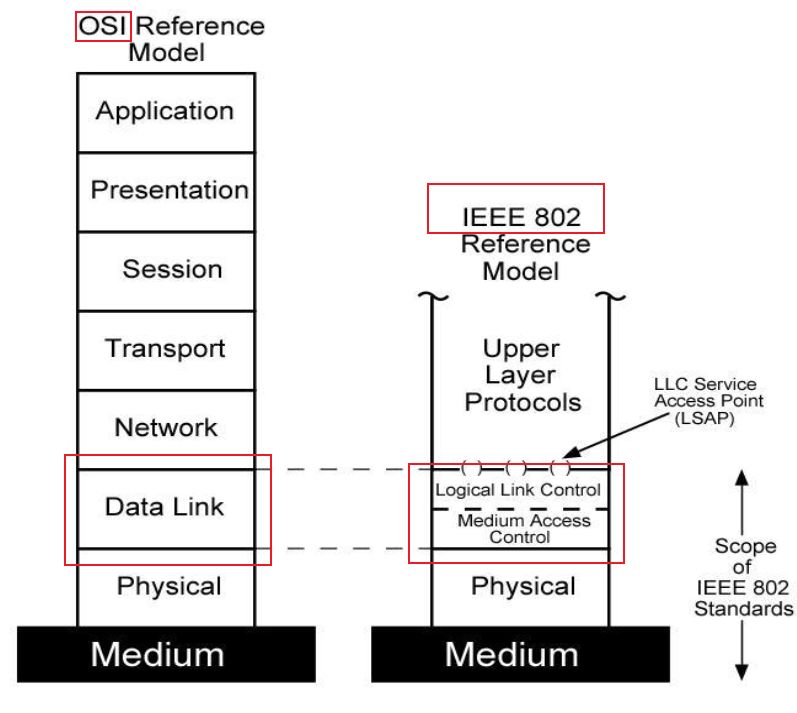 OSI Reference
Model
Application
Presentation
Session
Transport
Network
Data Link
Physical
Medium
IEEE 802
Reference
Model
Upper
Layer
Protocols
LLC Service
Access Point
(LSAP)
Logical Link Control
Medium Access
Control
Physical
Medium
Scope
of
IEEE 802
Standards